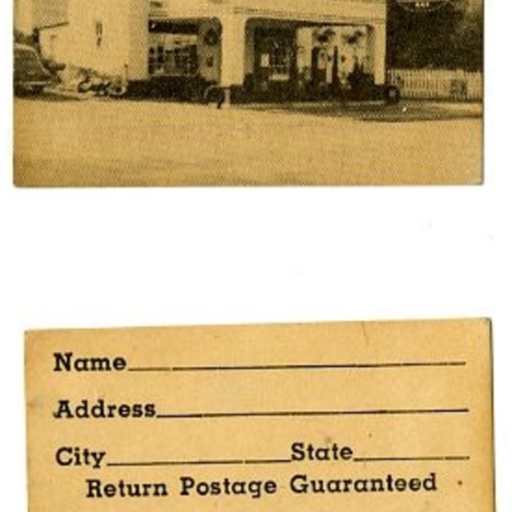 Name
Address
City State
Return Postage Guaranteed